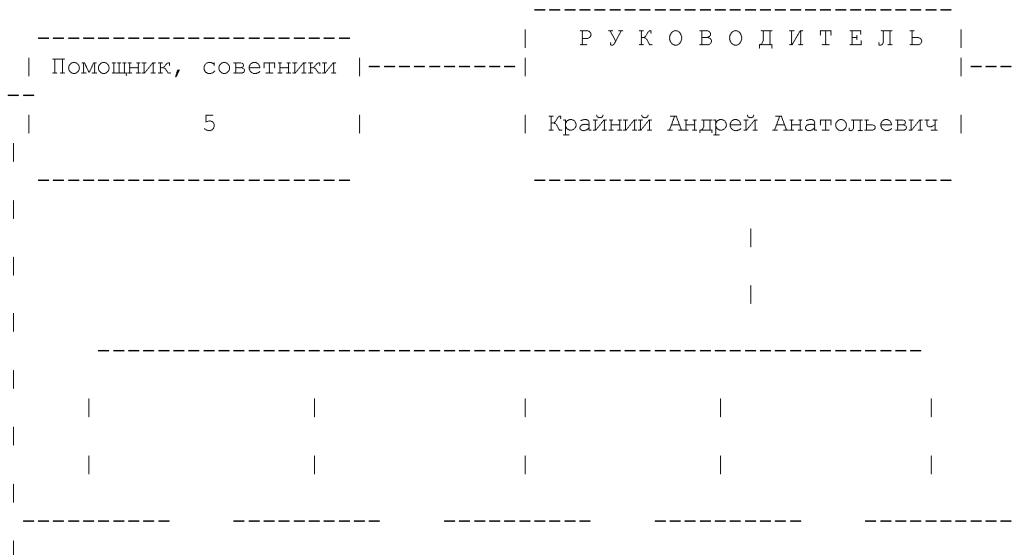 Р У К О В О Д И Т Е Л Ь
Помощник, советники
5 Крайний Андрей Анатольевич